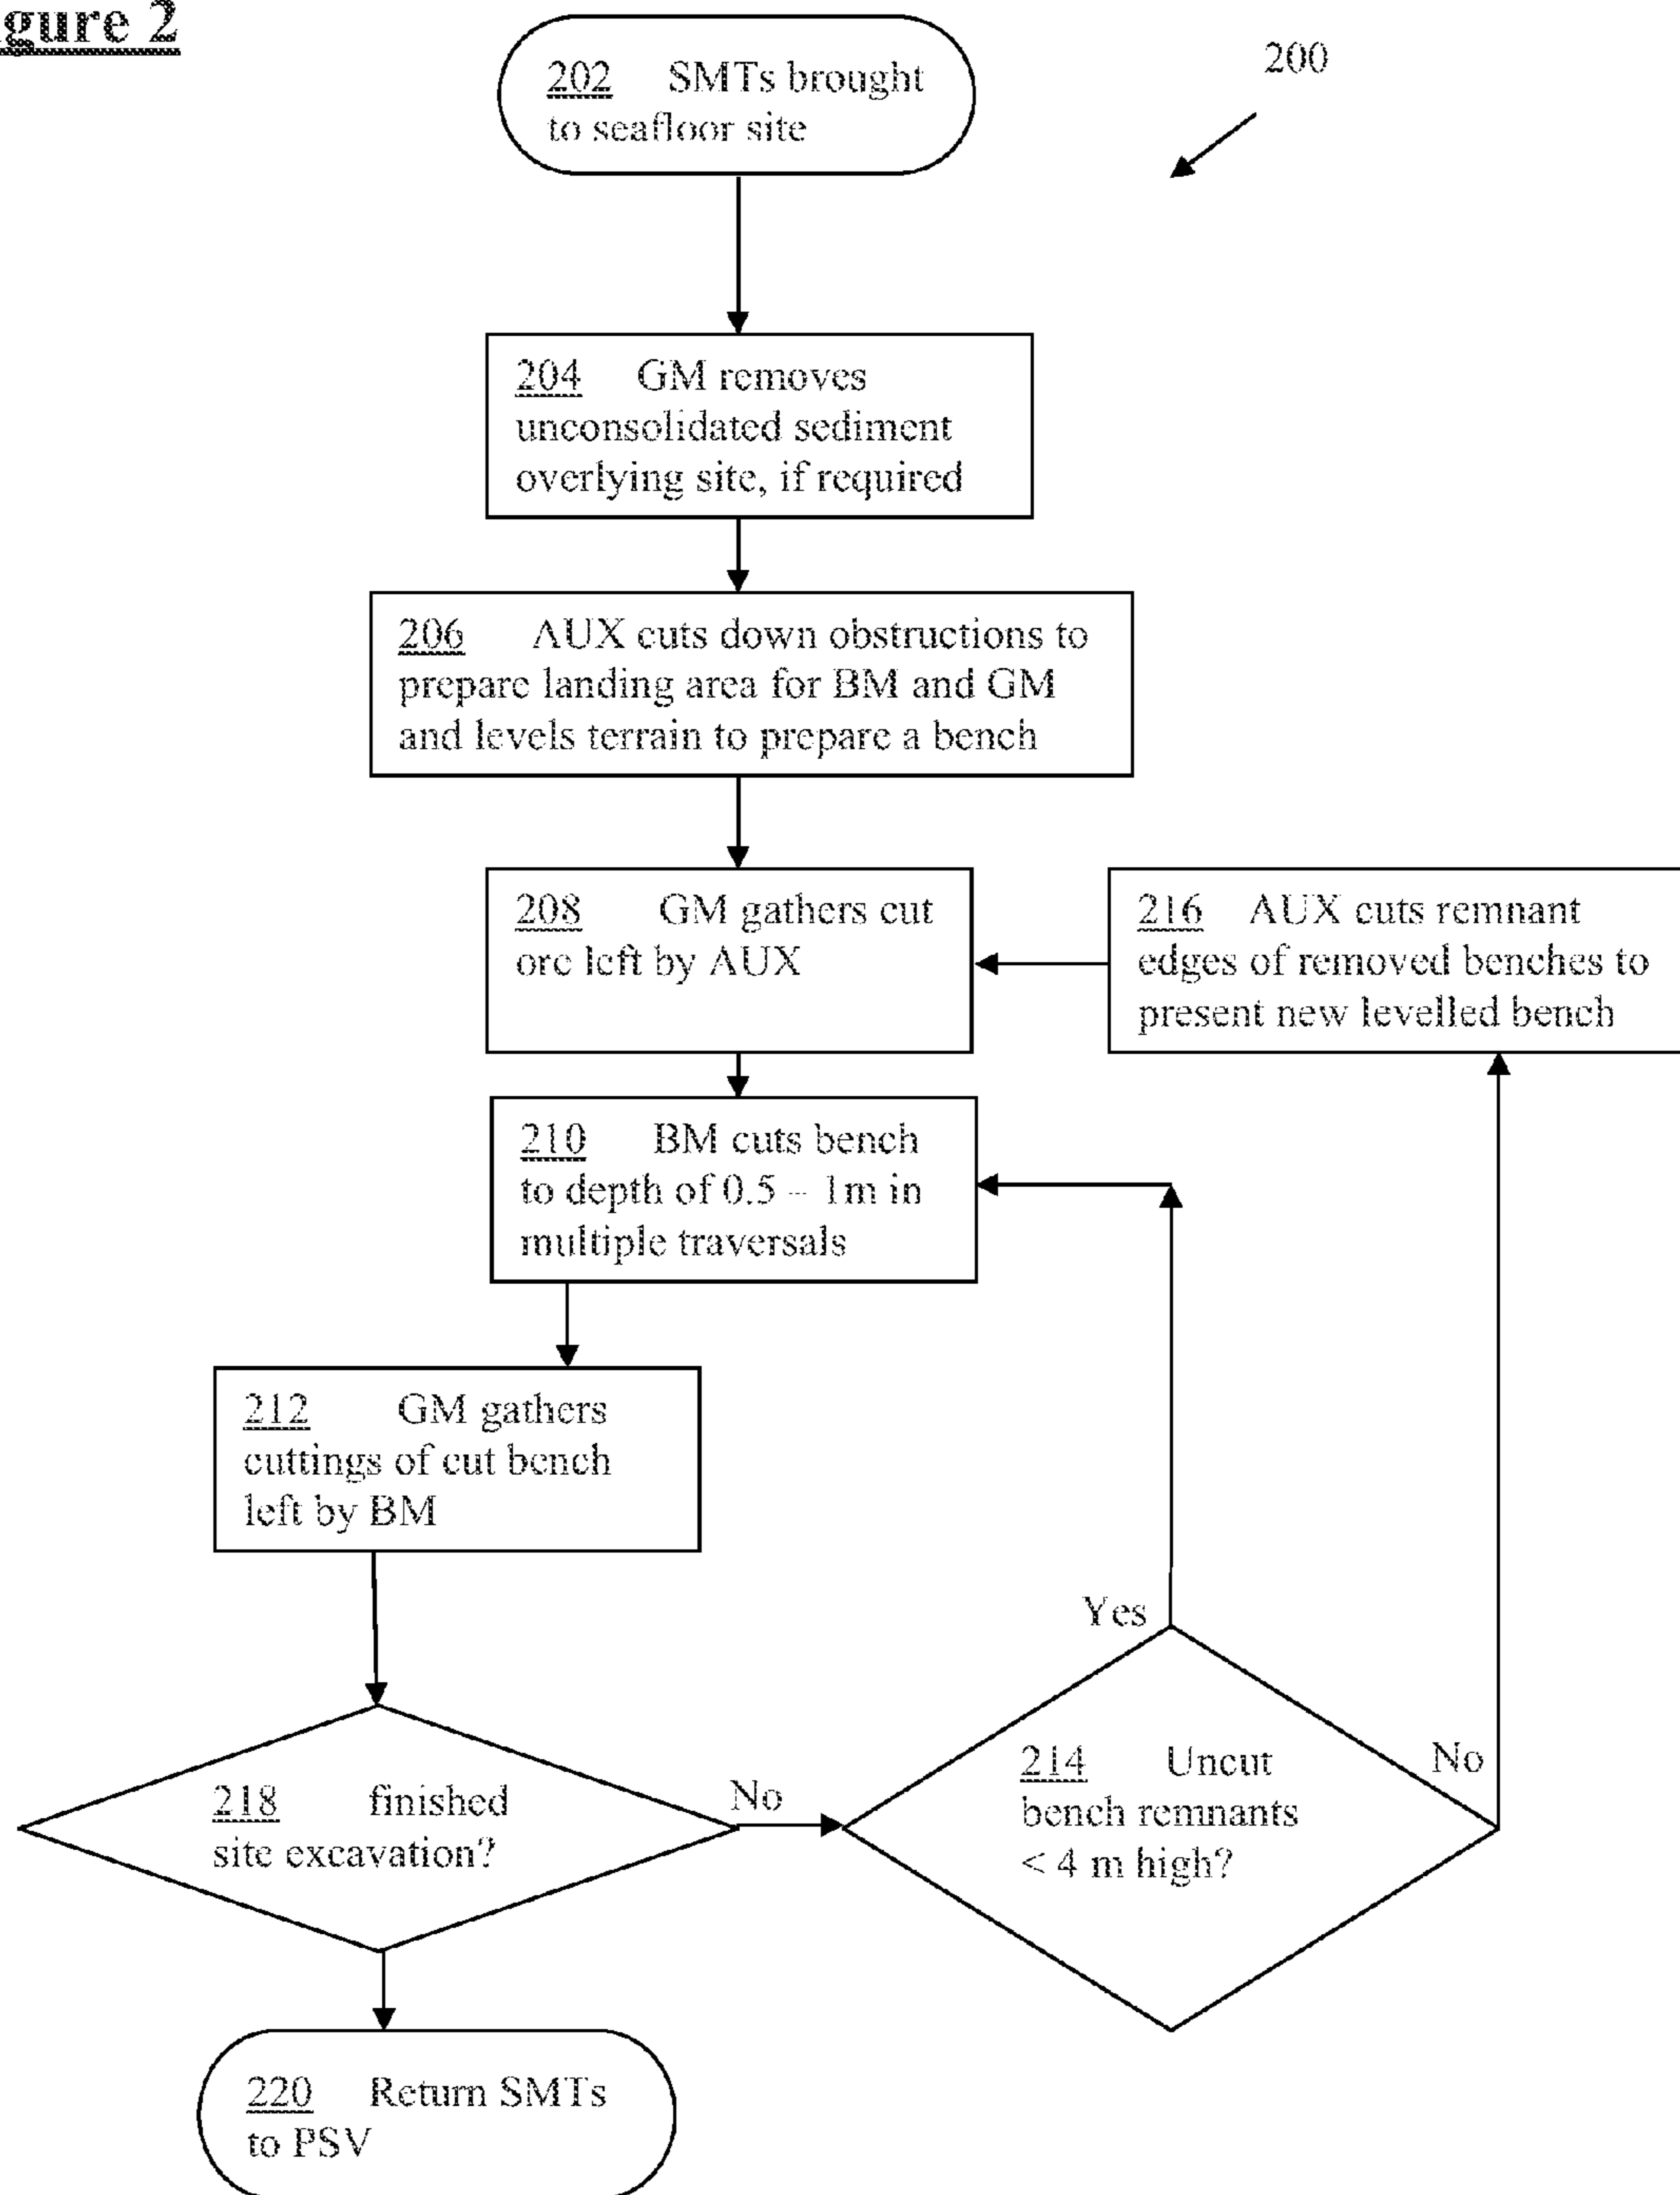 gure 2
200
202 SMTs brought
to seafloor site
204 GM removes
unconsolidated sediment
overlying site, if required
206 AUX cuts down obstructions to
prepare landing area for BM and GM
and levels terrain to prepare a bench
208 GM gathers cut
ore left by AUX
216 AUX cuts remnant
edges of removed benches to
present new levelled bench
210 BM cuts bench
to depth of 0.5 – 1m in
multiple traversals
212 GM gathers
cuttings of cut bench
left by BM
218 finished
site excavation?
No
214 Uncut
bench remnants
< 4 m high?
Yes
No
220 Return SMTs
to PSV